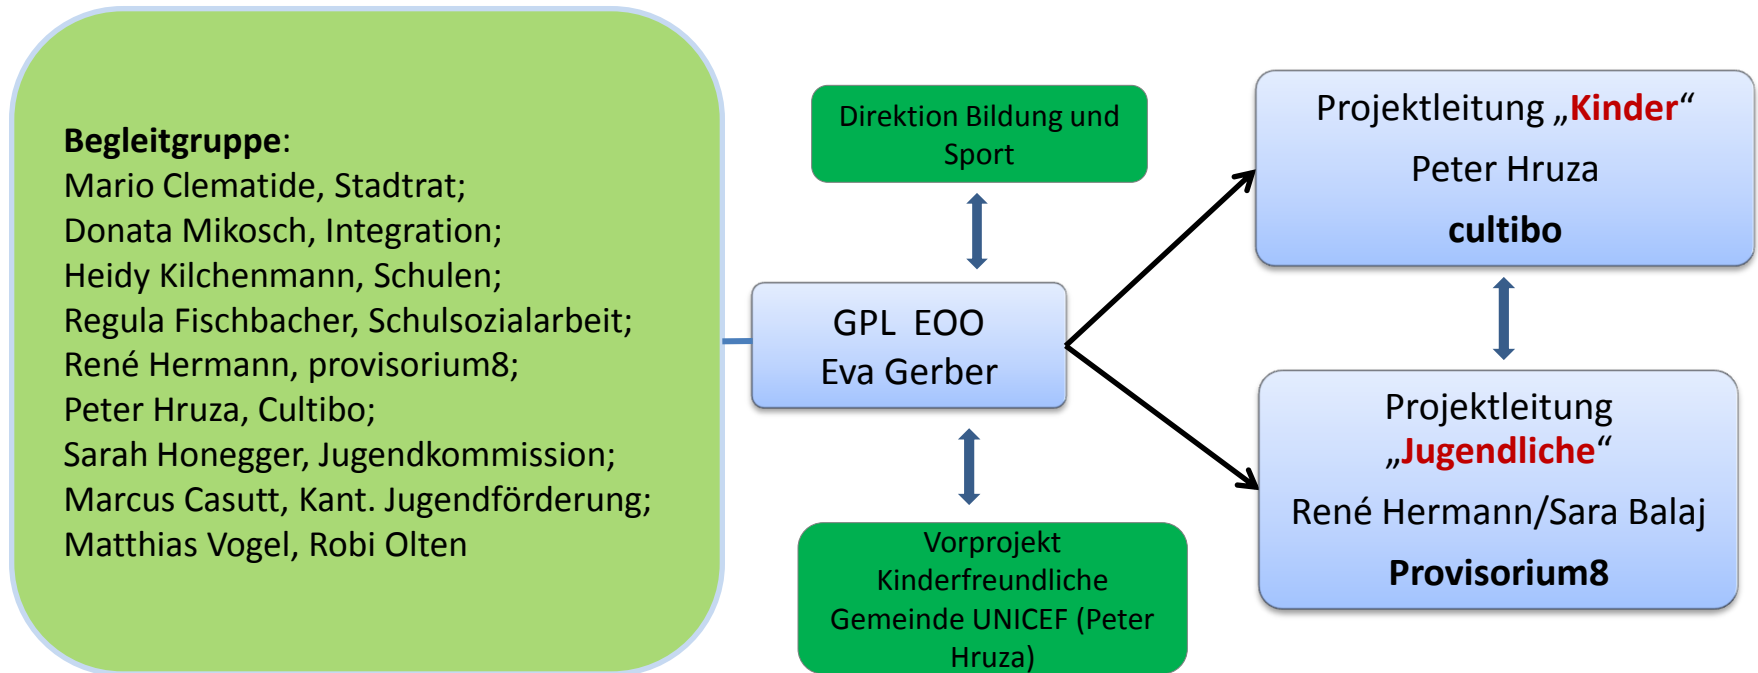 Begleitgruppe:
Mario Clematide, Stadtrat;
Donata Mikosch, Integration;
Heidy Kilchenmann, Schulen;
Regula Fischbacher, Schulsozialarbeit;
René Hermann, provisorium8;
Peter Hruza, Cultibo;
Sarah Honegger, Jugendkommission;
Marcus Casutt, Kant. Jugendförderung;
Matthias Vogel, Robi Olten
Direktion Bildung und
Sport
GPL EOO
Eva Gerber
Vorprojekt
Kinderfreundliche
Gemeinde UNICEF (Peter
Hruza)
Projektleitung „Kinder“
Peter Hruza
cultibo
Projektleitung
„Jugendliche“
René Hermann/Sara Balaj
Provisorium8